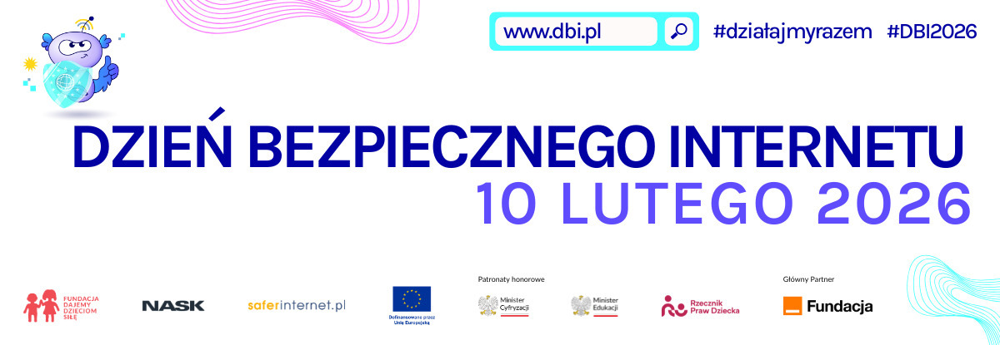 www.dbi.pl
#działajmyrazem #DBI2026
DZIEŃ BEZPIECZNEGO INTERNETU
10 LUTEGO 2026
Patronaty honorowe
Główny Partner
FUNDACJA
DAJEMY
DZIECIOM
SIŁĘ
NASK
saferinternet.pl
Dofinansowane przez
Unię Europejską
Minister
Cyfryzacji
Minister
Edukacji
Rzecznik
Praw Dziecka
Fundacja